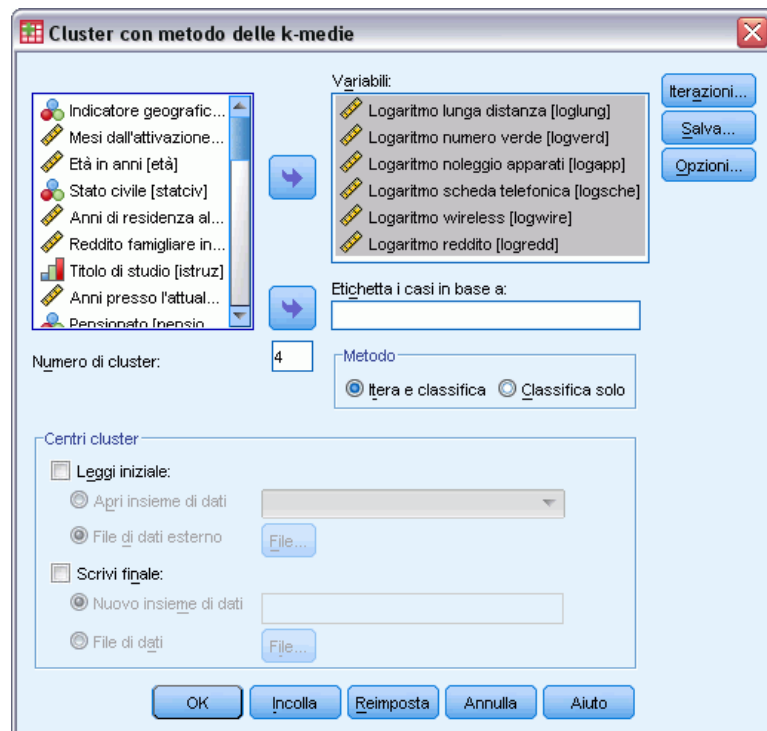 Cluster con metodo delle k-medie
Indicatore geografic...
Mesi dall'attivazione...
Età in anni [età]
Stato civile [statciv]
Anni di residenza al...
Reddito famigliare in...
Titolo di studio [istruz]
Anni presso l'attual...
Pensionato [pensio
Variabili:
Logaritmo lunga distanza [loglung]
Logaritmo numero verde [logverd]
Logaritmo noleggio apparati [logapp]
Logaritmo scheda telefonica [logsche]
Logaritmo wireless [logwire]
Logaritmo reddito [logredd]
Iterazioni...
Salva...
Opzioni...
Etichetta i casi in base a:
Numero di cluster:
4
Metodo
Itera e classifica
Classifica solo
Centri cluster
Leggi iniziale:
Apri insieme di dati
File di dati esterno
File...
Scrivi finale:
Nuovo insieme di dati
File di dati
File...
OK
Incolla
Reimposta
Annulla
Aiuto